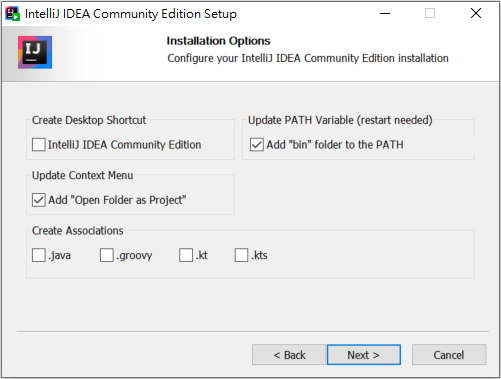 IntelliJ IDEA Community Edition Setup
IJ
Installation Options
Configure your IntelliJ IDEA Community Edition installation
Create Desktop Shortcut
IntelliJ IDEA Community Edition
Update PATH Variable (restart needed)
Add "bin" folder to the PATH
Update Context Menu
Add "Open Folder as Project"
Create Associations
.java .groovy .kt .kts
< Back Next > Cancel